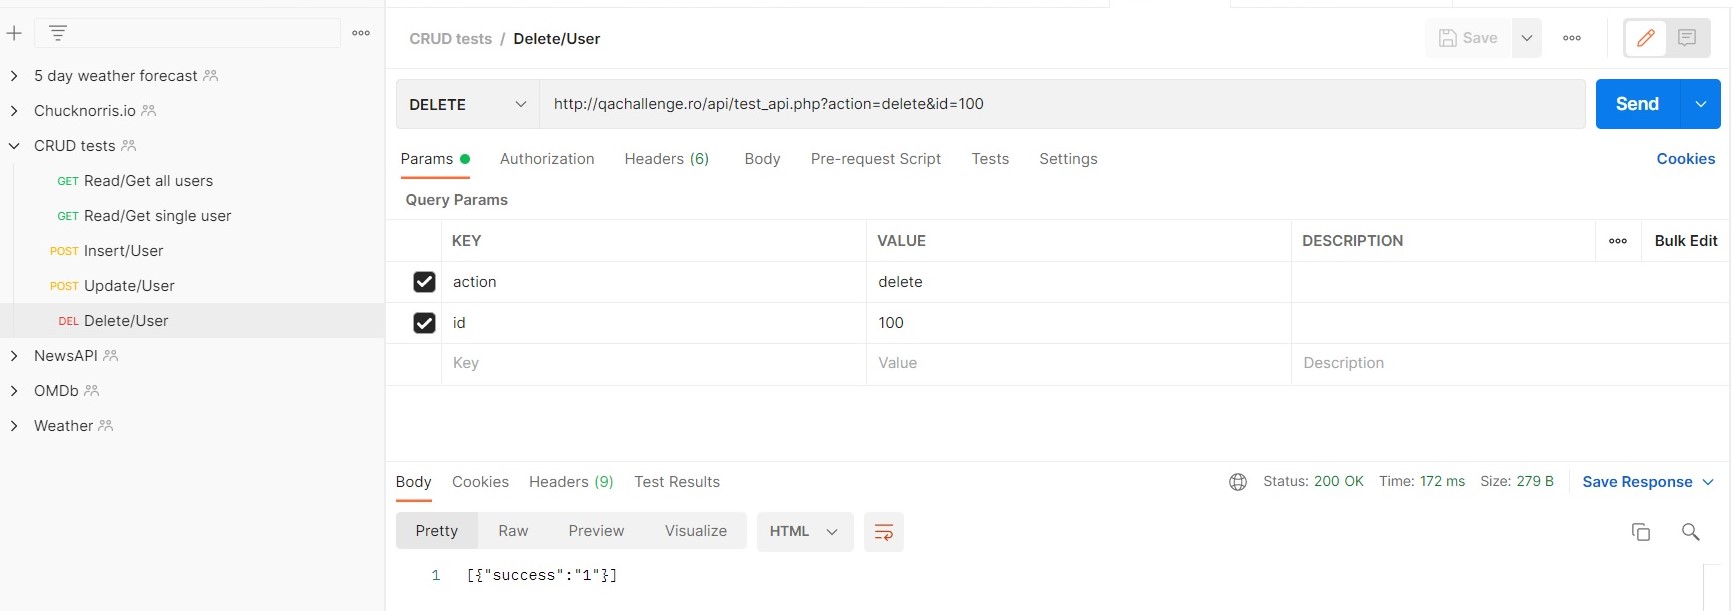 CRUD tests / Delete/User
Save
5 day weather forecast
Chucknorris.io
CRUD tests
GET Read/Get all users
GET Read/Get single user
POST Insert/User
POST Update/User
DEL Delete/User
NewsAPI
OMDb
Weather
DELETE http://qachallenge.ro/api/test_api.php?action=delete&id=100 Send
Params Authorization Headers (6) Body Pre-request Script Tests Settings Cookies
Query Params
KEY VALUE DESCRIPTION Bulk Edit
action delete
id 100
Key Value Description
Body Cookies Headers (9) Test Results Status: 200 OK Time: 172 ms Size: 279 B Save Response
Pretty Raw Preview Visualize HTML
1 [{"success":"1"}]